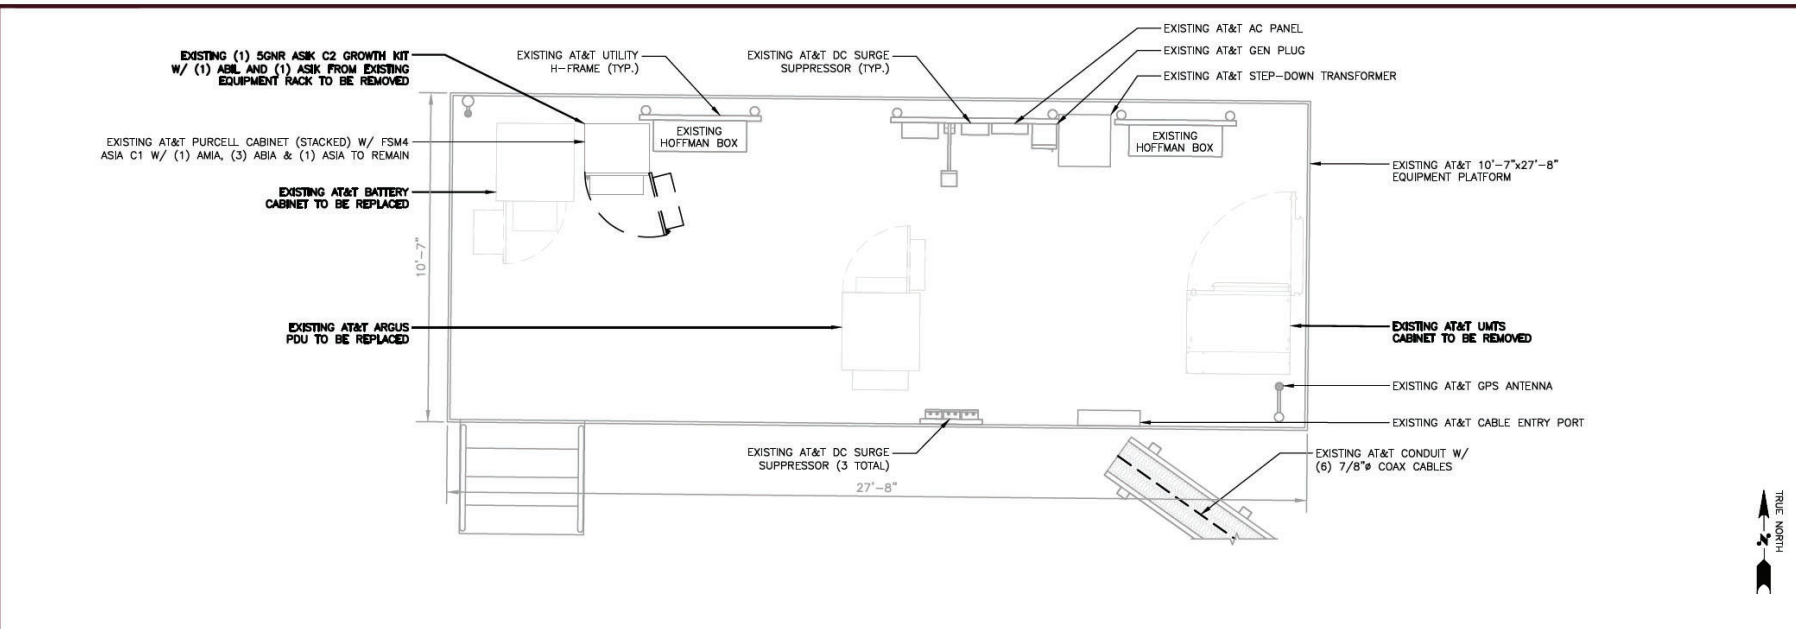 EXISTING (1) 5GNR ASIK C2 GROWTH KIT
W/ (1) ABIL AND (1) ASIK FROM EXISTING
EQUIPMENT RACK TO BE REMOVED
EXISTING AT&T UTILITY
H-FRAME (TYP.)
EXISTING AT&T DC SURGE
SUPPRESSOR (TYP.)
EXISTING AT&T AC PANEL
EXISTING AT&T GEN PLUG
EXISTING AT&T STEP-DOWN TRANSFORMER
EXISTING AT&T PURCELL CABINET (STACKED) W/ FSM4
ASIA C1 W/ (1) AMIA, (3) ABIA & (1) ASIA TO REMAIN
EXISTING
HOFFMAN BOX
EXISTING
HOFFMAN BOX
EXISTING AT&T 10'-7"x27'-8"
EQUIPMENT PLATFORM
EXISTING AT&T BATTERY
CABINET TO BE REPLACED
10'-7"
EXISTING AT&T ARGUS
PDU TO BE REPLACED
EXISTING AT&T UMTS
CABINET TO BE REMOVED
EXISTING AT&T GPS ANTENNA
EXISTING AT&T CABLE ENTRY PORT
EXISTING AT&T DC SURGE
SUPPRESSOR (3 TOTAL)
EXISTING AT&T CONDUIT W/
(6) 7/8"ø COAX CABLES
27'-8"
TRUE NORTH
N